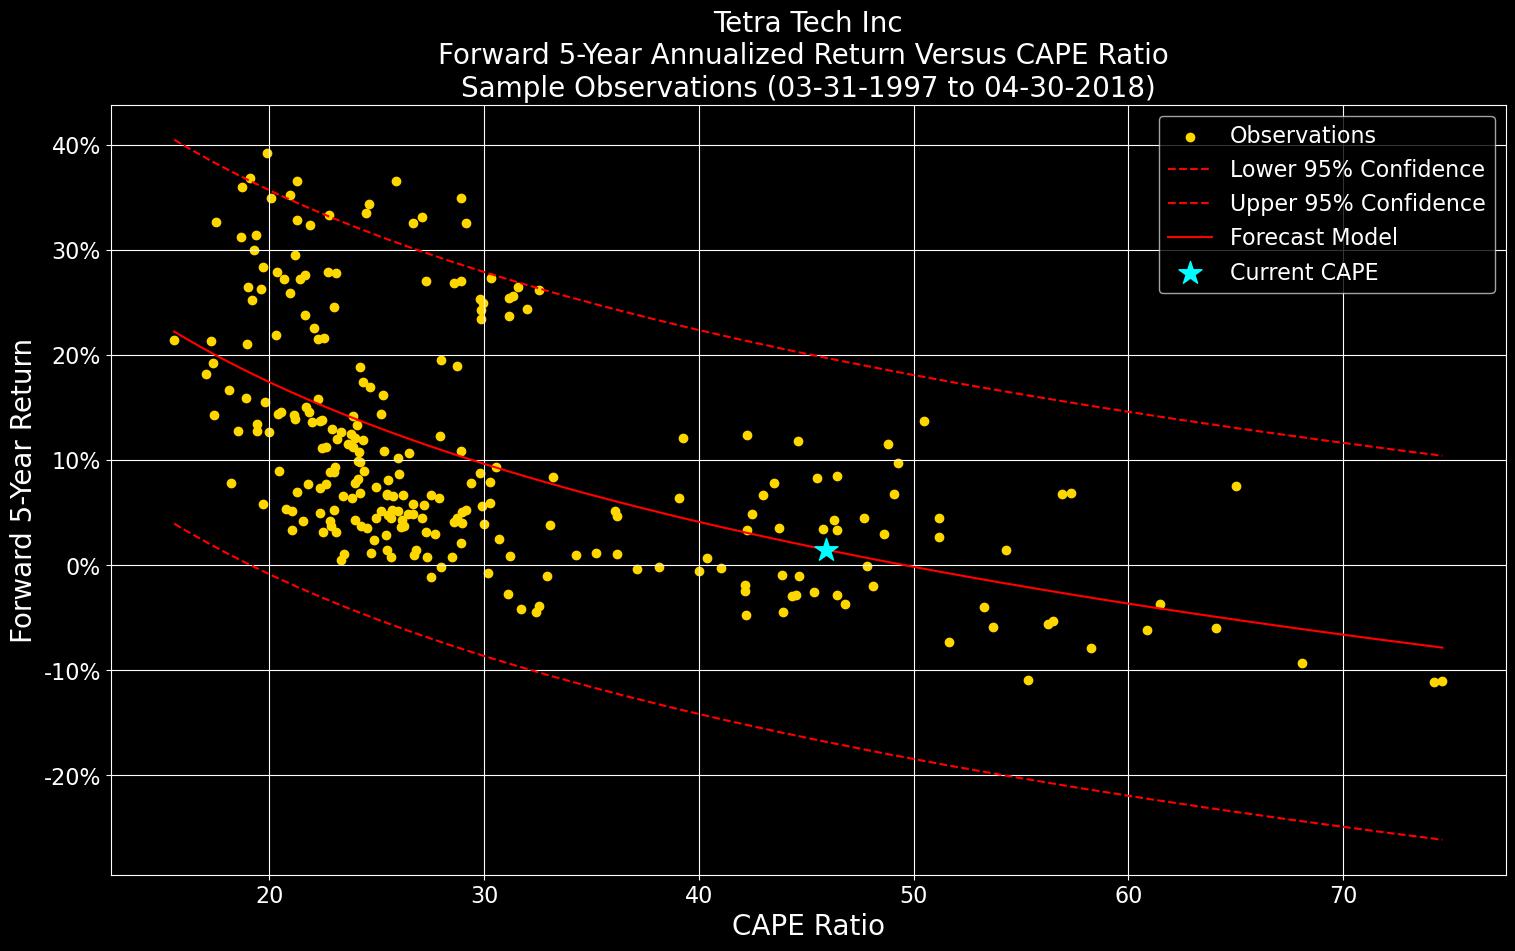 Tetra Tech Inc
Forward 5-Year Annualized Return Versus CAPE Ratio
Sample Observations (03-31-1997 to 04-30-2018)
Observations
Lower 95% Confidence
Upper 95% Confidence
Forecast Model
Current CAPE
Forward 5-Year Return
40%
30%
20%
10%
0%
-10%
-20%
20 30 40 50 60 70
CAPE Ratio